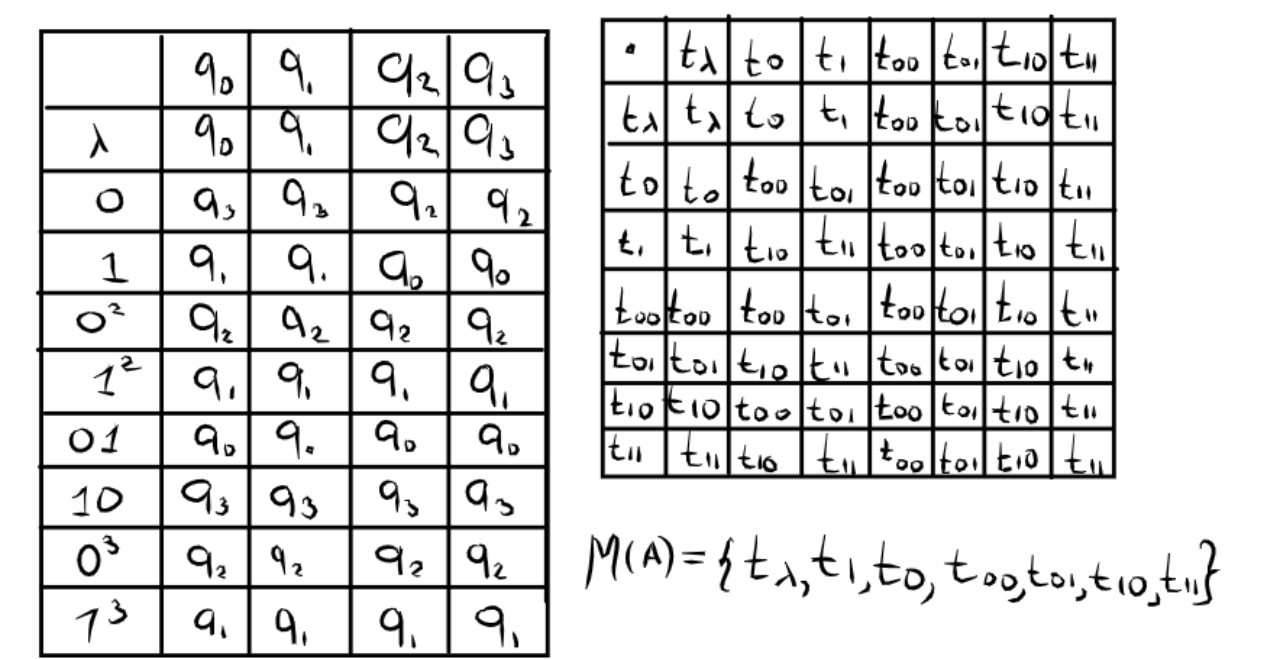 q₀ q₁ q₂ q₃
λ q₀ q₁ q₂ q₃
0 q₃ q₃ q₂ q₂
1 q₁ q₁ q₀ q₀
0² q₂ q₂ q₂ q₂
1² q₁ q₁ q₁ q₁
01 q₀ q₀ q₀ q₀
10 q₃ q₃ q₃ q₃
0³ q₂ q₂ q₂ q₂
1³ q₁ q₁ q₁ q₁
· tλ t₀ t₁ t₀₀ t₀₁ t₁₀ t₁₁
tλ tλ t₀ t₁ t₀₀ t₀₁ t₁₀ t₁₁
t₀ t₀ t₀₀ t₀₁ t₀₀ t₀₁ t₁₀ t₁₁
t₁ t₁ t₁₀ t₁₁ t₀₀ t₀₁ t₁₀ t₁₁
t₀₀ t₀₀ t₀₀ t₀₁ t₀₀ t₀₁ t₁₀ t₁₁
t₀₁ t₀₁ t₁₀ t₁₁ t₀₀ t₀₁ t₁₀ t₁₁
t₁₀ t₁₀ t₀₀ t₀₁ t₀₀ t₀₁ t₁₀ t₁₁
t₁₁ t₁₁ t₁₀ t₁₁ t₀₀ t₀₁ t₁₀ t₁₁
M(A)={tλ,t₁,t₀,t₀₀,t₀₁,t₁₀,t₁₁}